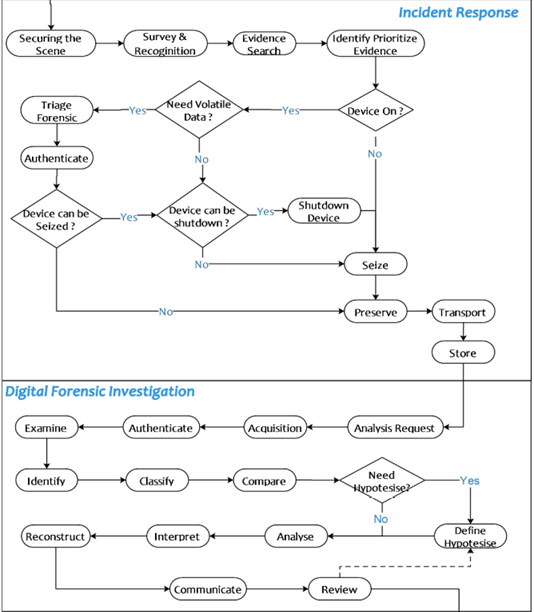 Incident Response
Securing the
Scene
Survey &
Recoginition
Evidence
Search
Identify Prioritize
Evidence
Triage
Forensic
Yes
Need Volatile
Data ?
Yes
Device On ?
No
No
Authenticate
Device can be
Seized ?
Yes
Device can be
shutdown ?
Yes
Shutdown
Device
No
Seize
No
Preserve
Transport
Store
Digital Forensic Investigation
Examine
Authenticate
Acquisition
Analysis Request
Identify
Classify
Compare
Need
Hypotesise?
Yes
No
Reconstruct
Interpret
Analyse
Define
Hypotesise
Communicate
Review